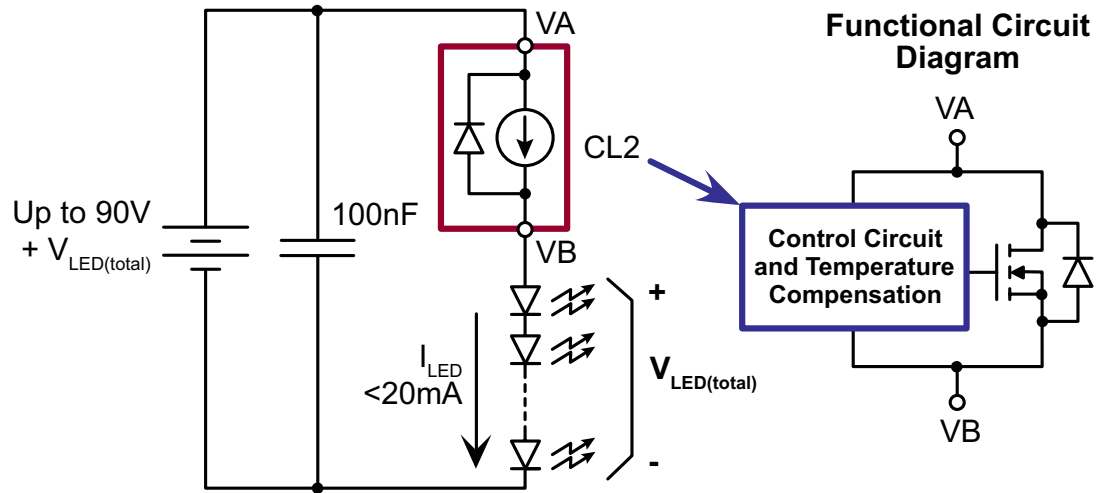 Up to 90V
+ VLED(total)
100nF
VA
CL2
VB
ILED
<20mA
+
VLED(total)
-
Functional Circuit
Diagram
VA
Control Circuit
and Temperature
Compensation
VB